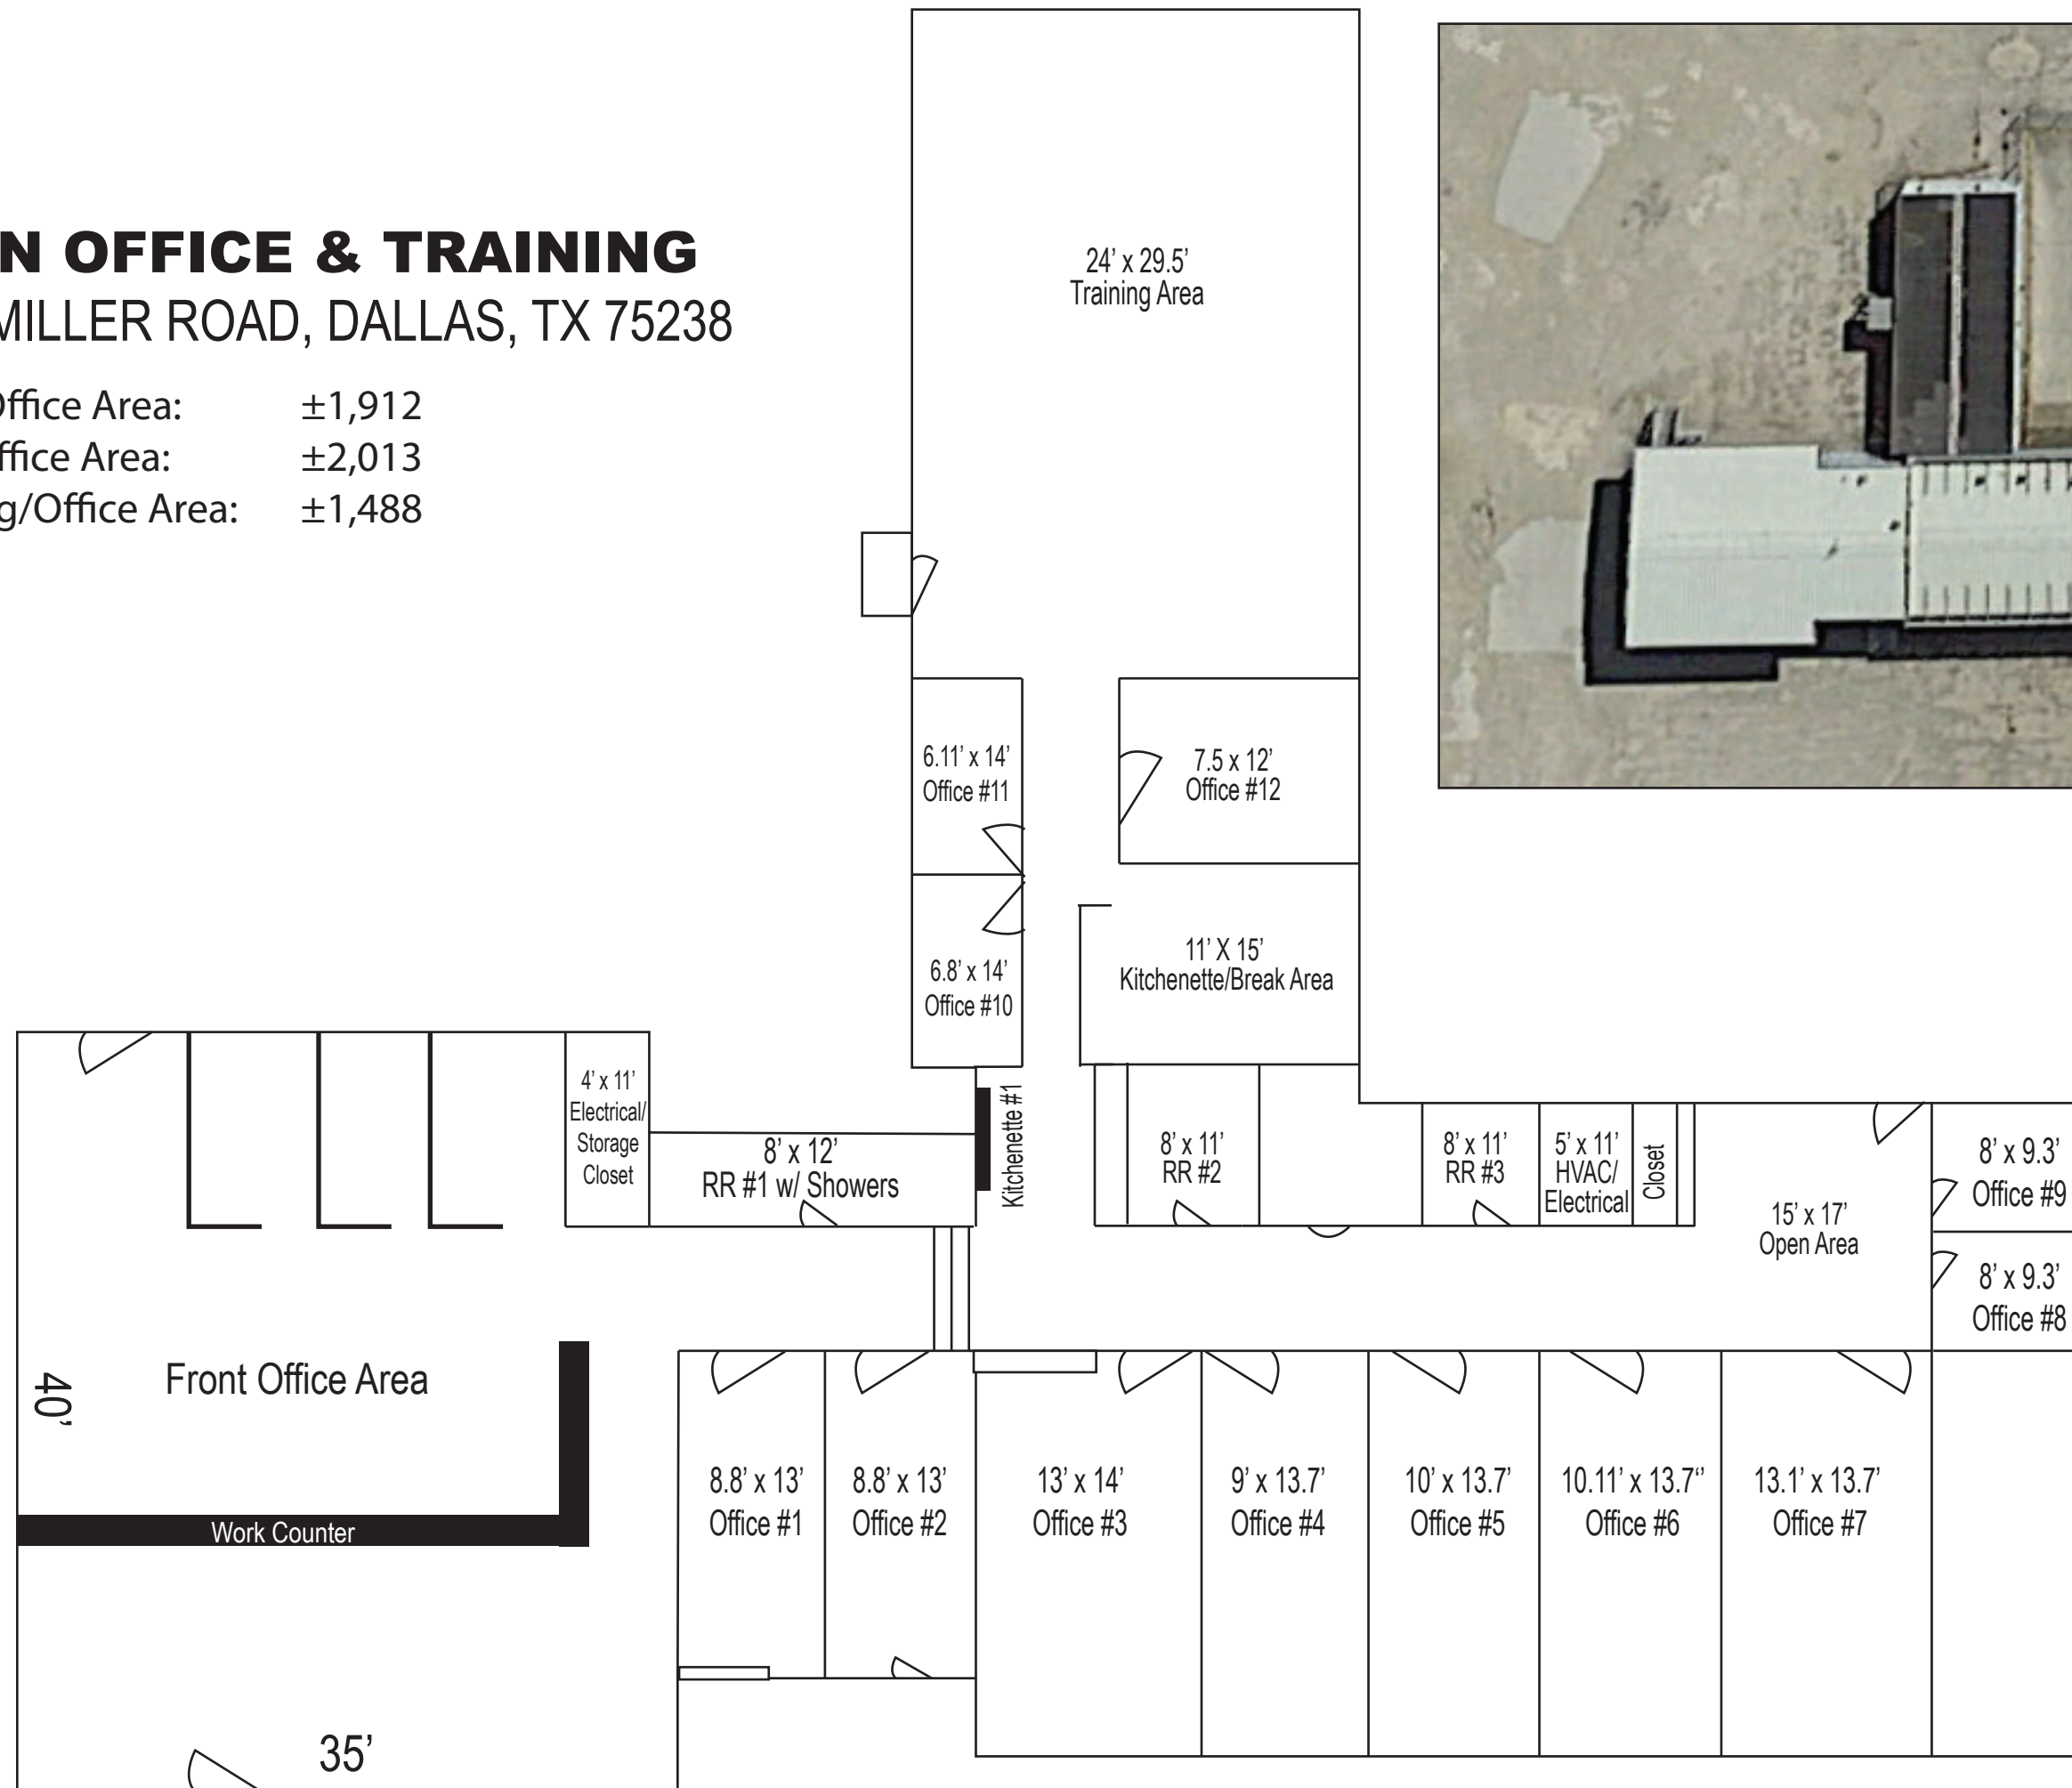 N OFFICE & TRAINING
MILLER ROAD, DALLAS, TX 75238
Office Area: ±1,912
ffice Area: ±2,013
g/Office Area: ±1,488
24’ x 29.5’
Training Area
6.11’ x 14’
Office #11
7.5 x 12’
Office #12
6.8’ x 14’
Office #10
11’ X 15’
Kitchenette/Break Area
4’ x 11’
Electrical/
Storage
Closet
8’ x 12’
RR #1 w/ Showers
Kitchenette #1
8’ x 11’
RR #2
8’ x 11’
RR #3
5’ x 11’
HVAC/
Electrical
Closet
15’ x 17’
Open Area
8’ x 9.3’
Office #9
8’ x 9.3’
Office #8
40’
Front Office Area
Work Counter
35’
8.8’ x 13’
Office #1
8.8’ x 13’
Office #2
13’ x 14’
Office #3
9’ x 13.7’
Office #4
10’ x 13.7’
Office #5
10.11’ x 13.7‘’
Office #6
13.1’ x 13.7’
Office #7